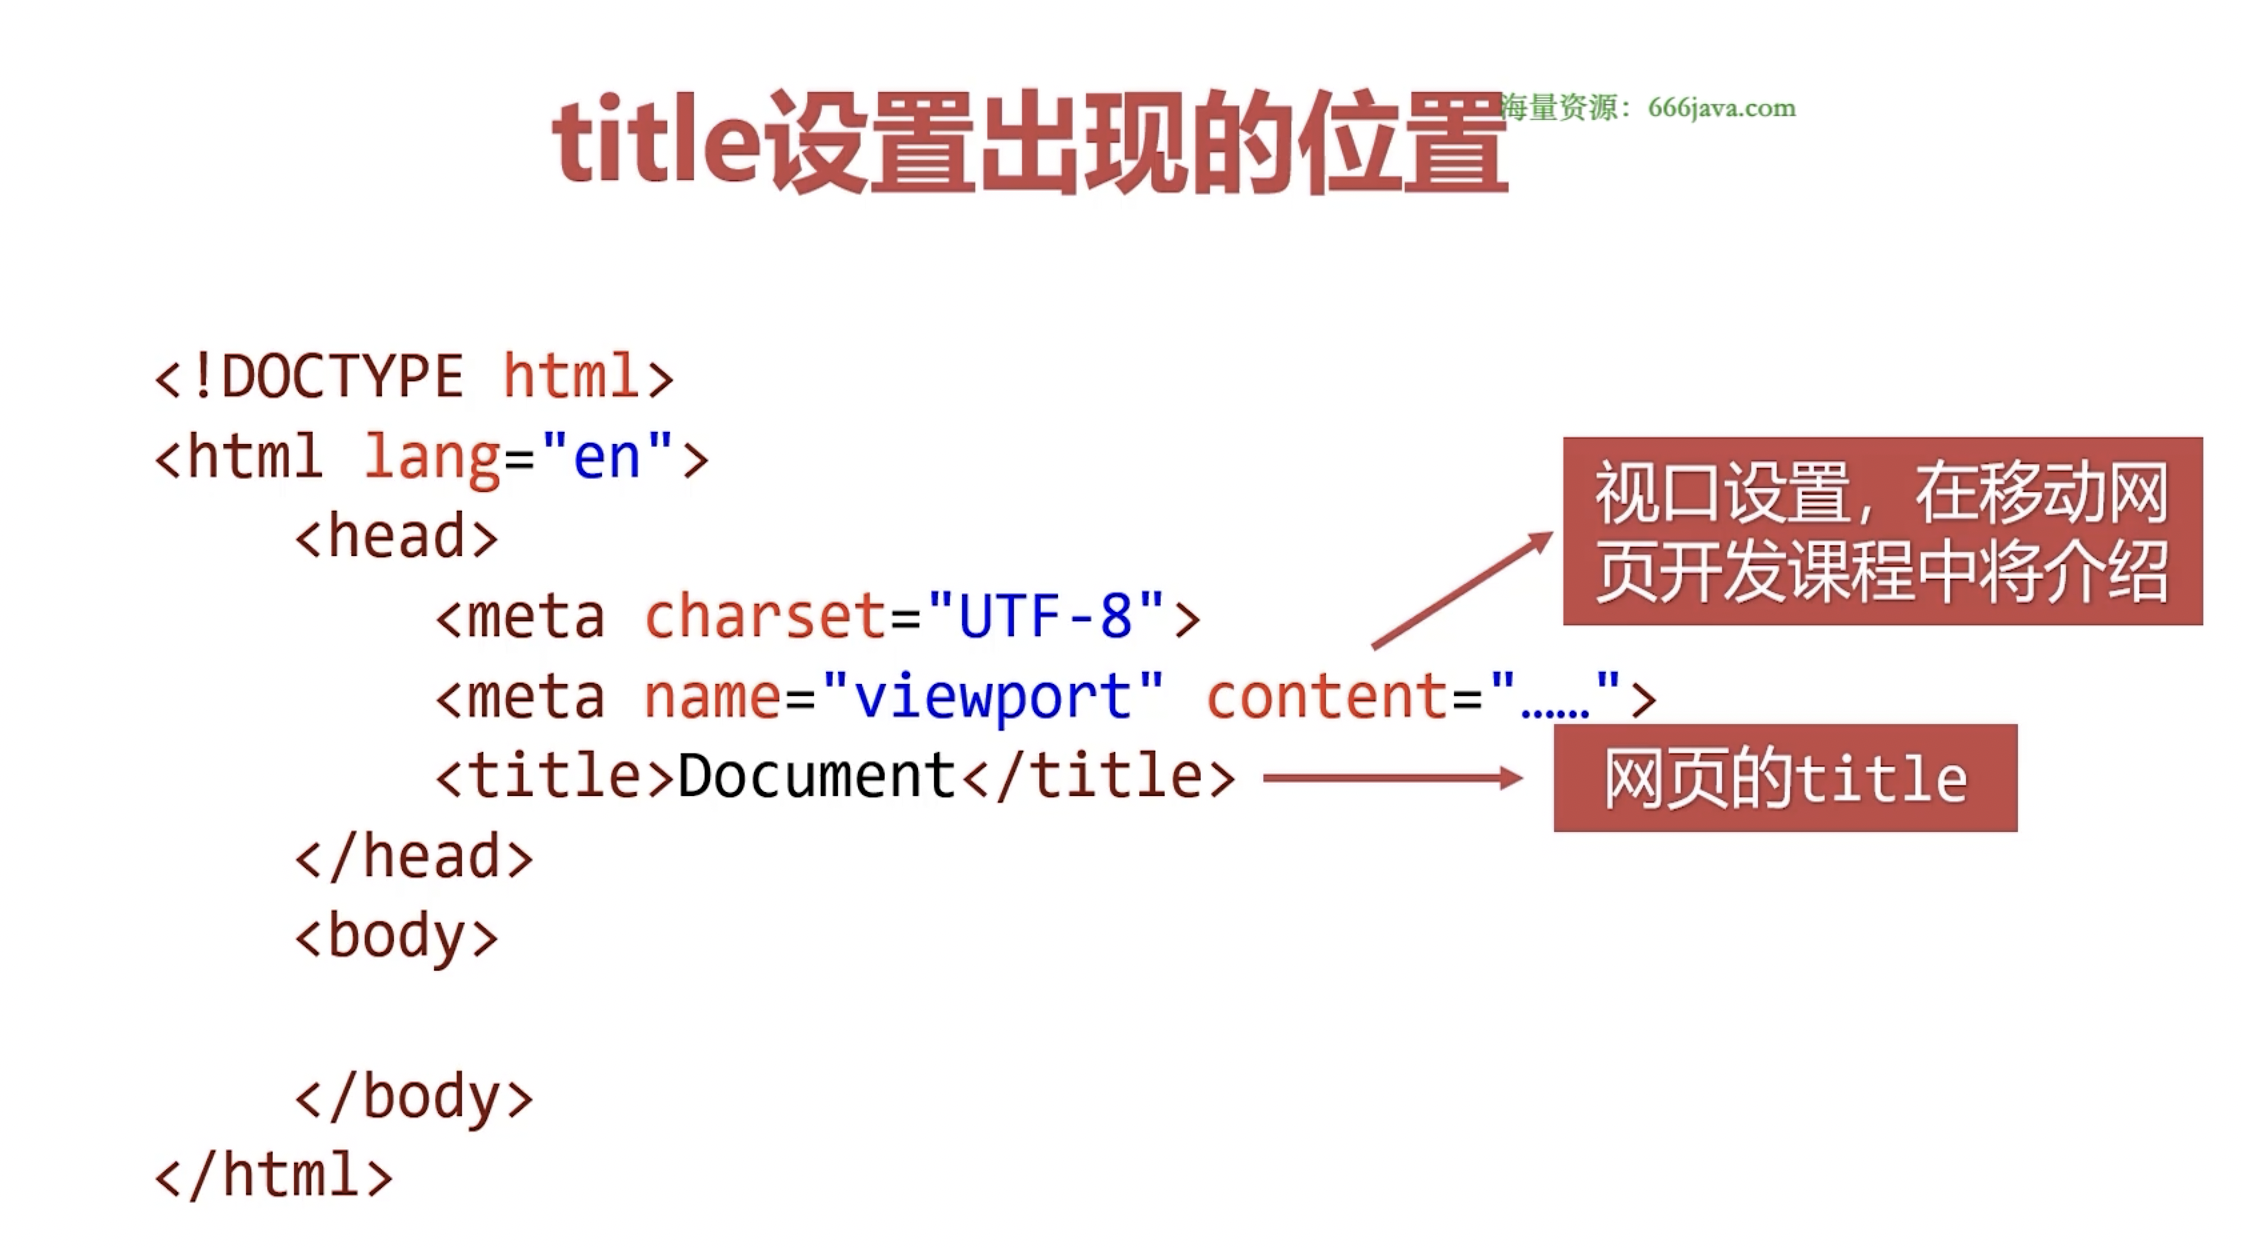 title设置出现的位置
海量资源：666java.com
<!DOCTYPE html>
<html lang="en">
<head>
<meta charset="UTF-8">
<meta name="viewport" content="……">
<title>Document</title>
</head>
<body>
</body>
</html>
视口设置，在移动网
页开发课程中将介绍
网页的title